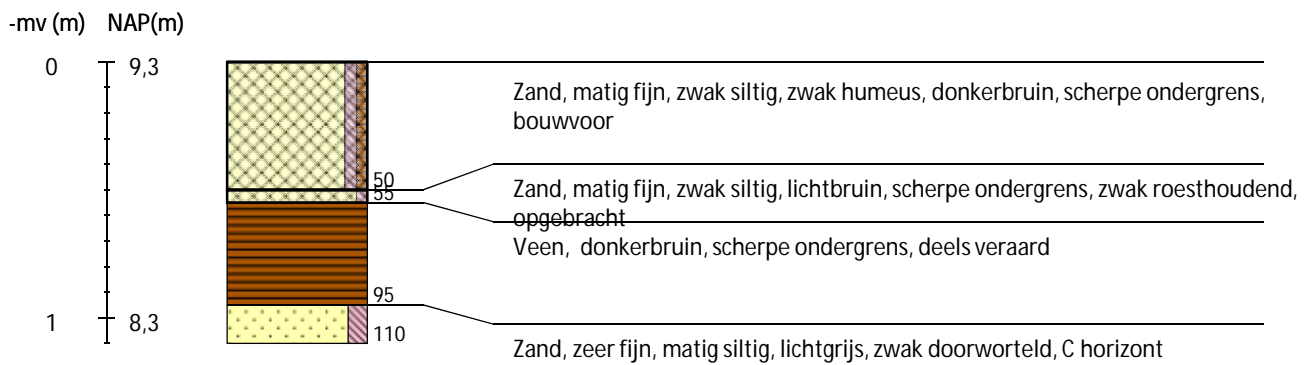 -mv (m) NAP(m)
0 9,3
Zand, matig fijn, zwak siltig, zwak humeus, donkerbruin, scherpe ondergrens,
bouwvoor
50
55
Zand, matig fijn, zwak siltig, lichtbruin, scherpe ondergrens, zwak roesthoudend,
opgebracht
Veen, donkerbruin, scherpe ondergrens, deels veraard
95
1 8,3
110
Zand, zeer fijn, matig siltig, lichtgrijs, zwak doorworteld, C horizont